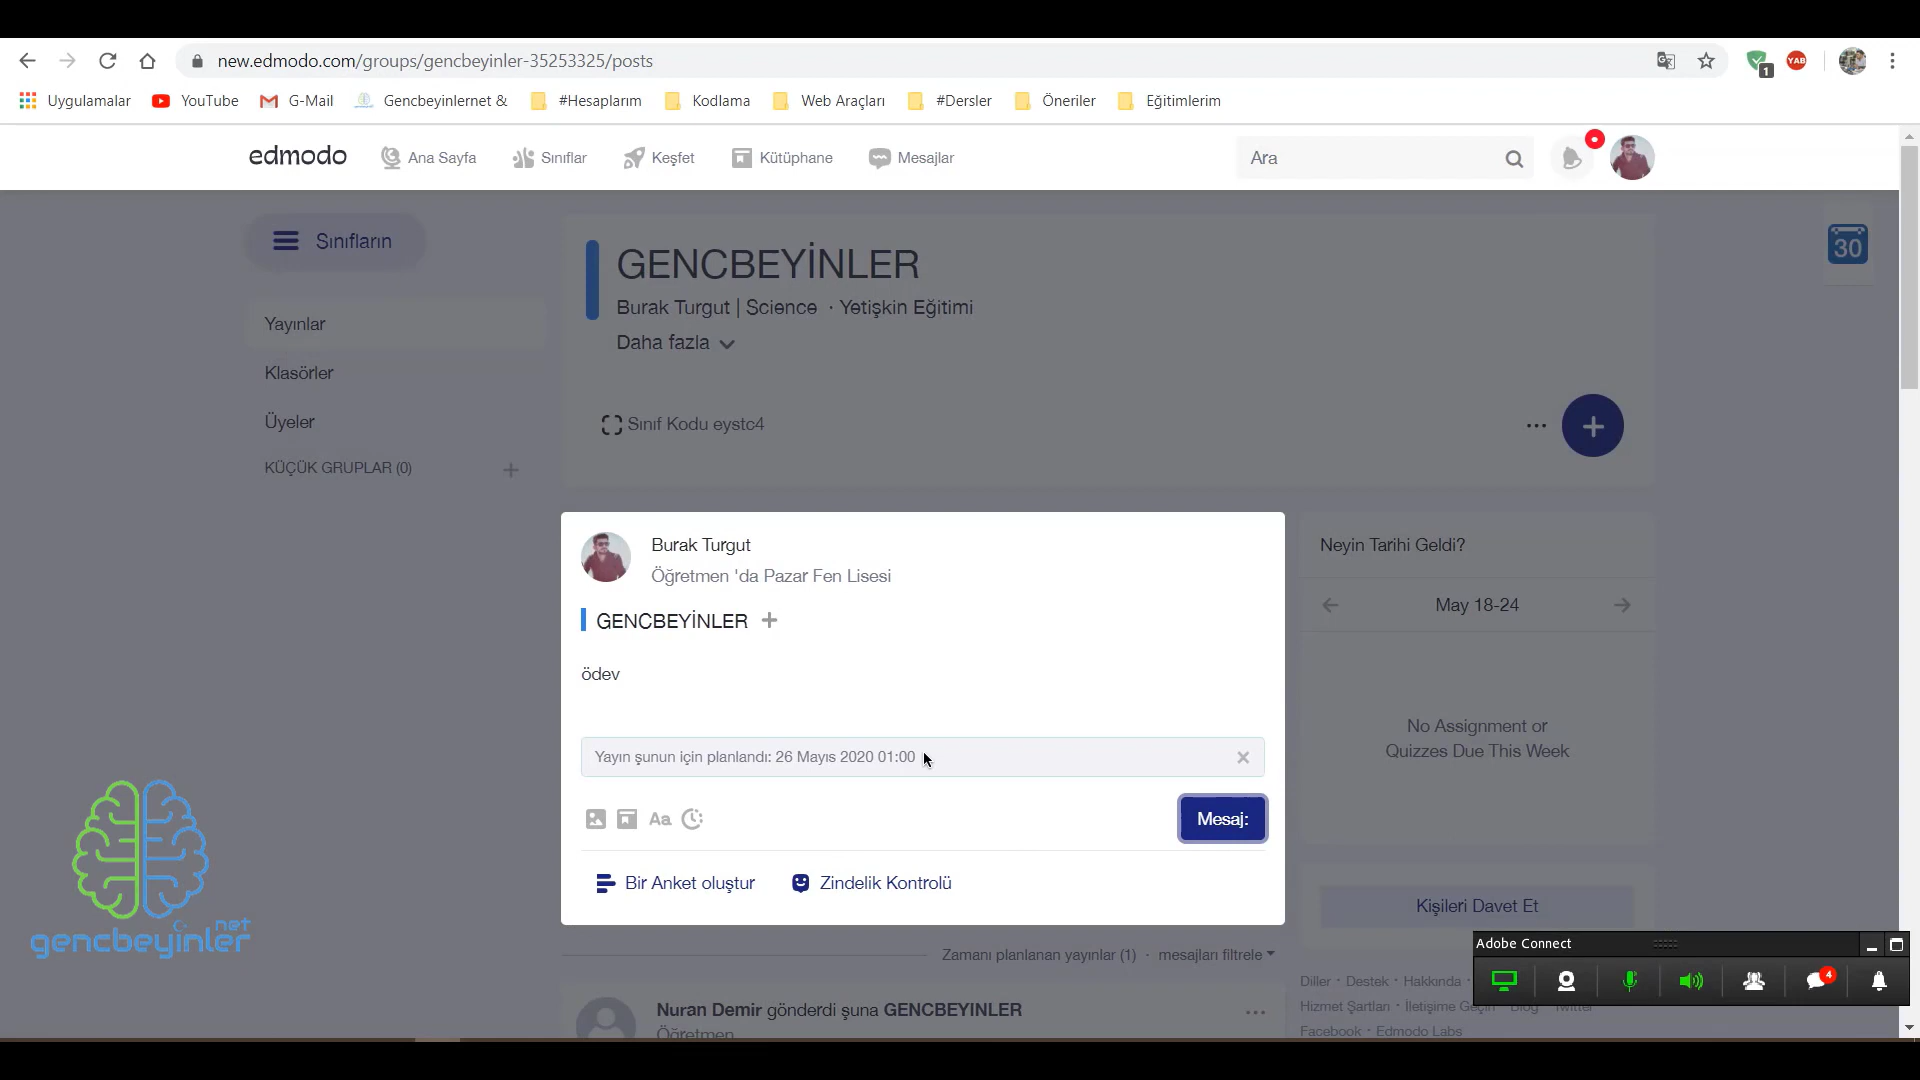 new.edmodo.com/groups/gencbeyinler-35253325/posts
1
YAB
Uygulamalar
YouTube
G-Mail
Gencbeyinlernet &
#Hesaplarım
Kodlama
Web Araçları
#Dersler
Öneriler
Eğitimlerim
edmodo
Ana Sayfa
Sınıflar
Keşfet
Kütüphane
Mesajlar
Ara
Sınıfların
30
GENCBEYİNLER
Burak Turgut | Science · Yetişkin Eğitimi
Daha fazla
Yayınlar
Klasörler
Üyeler
KÜÇÜK GRUPLAR (0)
Sınıf Kodu eystc4
Burak Turgut
Öğretmen 'da Pazar Fen Lisesi
GENCBEYİNLER
ödev
Yayın şunun için planlandı: 26 Mayıs 2020 01:00
Aa
Mesaj:
Bir Anket oluştur
Zindelik Kontrolü
Neyin Tarihi Geldi?
May 18-24
No Assignment or
Quizzes Due This Week
Kişileri Davet Et
gencbeyinler
net
Zamanı planlanan yayınlar (1) · mesajları filtrele
Nuran Demir gönderdi şuna GENCBEYINLER
Öğretmen
Adobe Connect
4
Diller · Destek · Hakkında ·
Hizmet Şartları · İletişime Geçin · Blog · Twitter
Facebook · Edmodo Labs